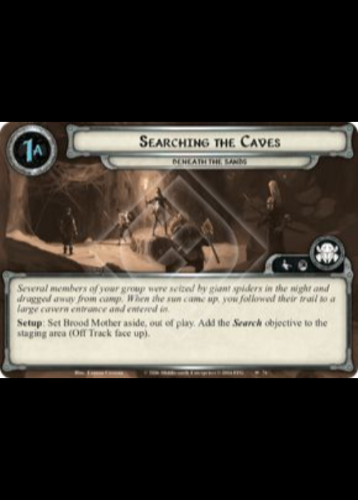 1A
SEARCHING THE CAVES
BENEATH THE SANDS
Several members of your group were seized by giant spiders in the night and
dragged away from camp. When the sun came up, you followed their trail to a
large cavern entrance and entered in.
Setup: Set Brood Mother aside, out of play. Add the Search objective to the
staging area (Off Track face up).